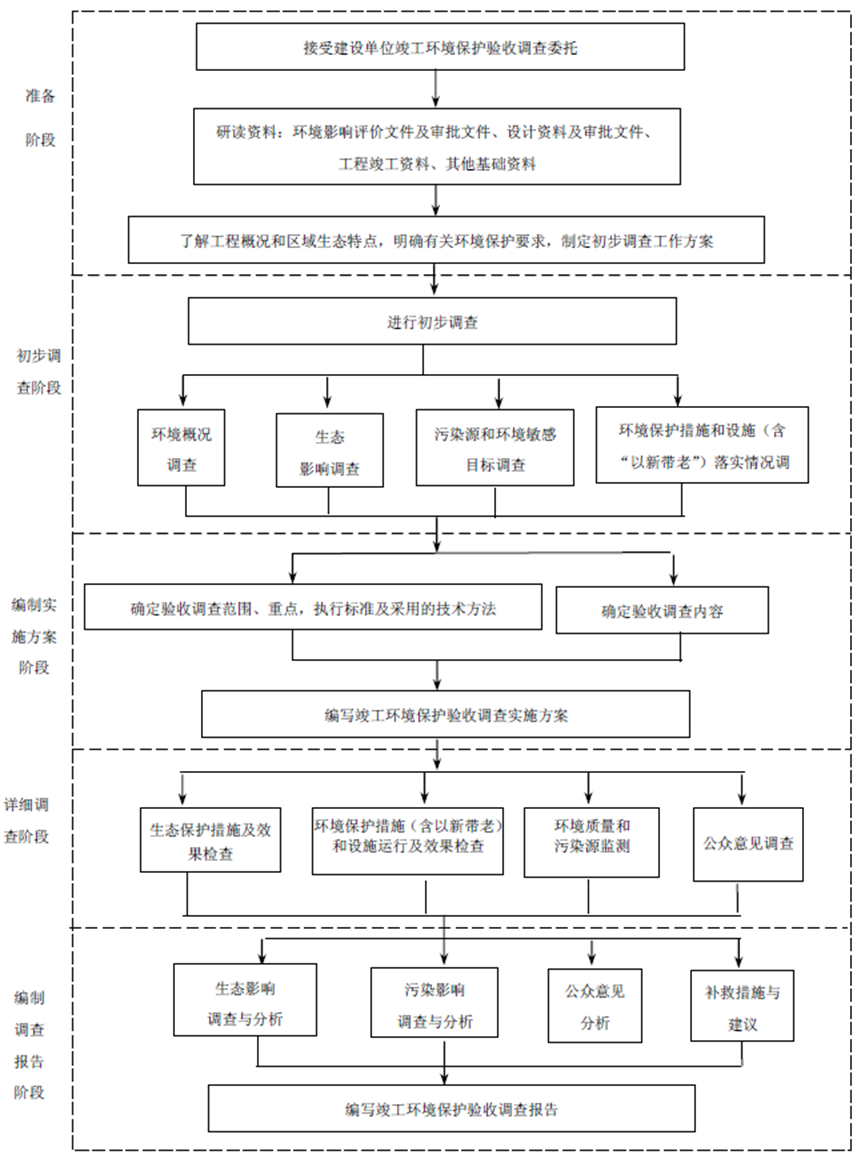 接受建设单位竣工环境保护验收调查委托
准备
阶段
研读资料：环境影响评价文件及审批文件、设计资料及审批文件、
工程竣工资料、其他基础资料
了解工程概况和区域生态特点，明确有关环境保护要求，制定初步调查工作方案
进行初步调查
初步调
查阶段
环境概况
调查
生态
影响调查
污染源和环境敏感
目标调查
环境保护措施和设施（含
“以新带老”）落实情况调
编制实
施方案
阶段
确定验收调查范围、重点，执行标准及采用的技术方法
确定验收调查内容
编写竣工环境保护验收调查实施方案
详细调
查阶段
生态保护措施及效
果检查
环境保护措施（含以新带老）
和设施运行及效果检查
环境质量和
污染源监测
公众意见调查
编制
调查
报告
阶段
生态影响
调查与分析
污染影响
调查与分析
公众意见
分析
补救措施与
建议
编写竣工环境保护验收调查报告